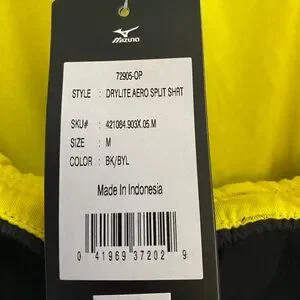 MIZUNO
72905-OP
STYLE : DRYLITE AERO SPLIT SHRT
SKU# : 421084.903X.05.M
SIZE : M
COLOR : BK/BYL
Made In Indonesia
0 41969 37202 9